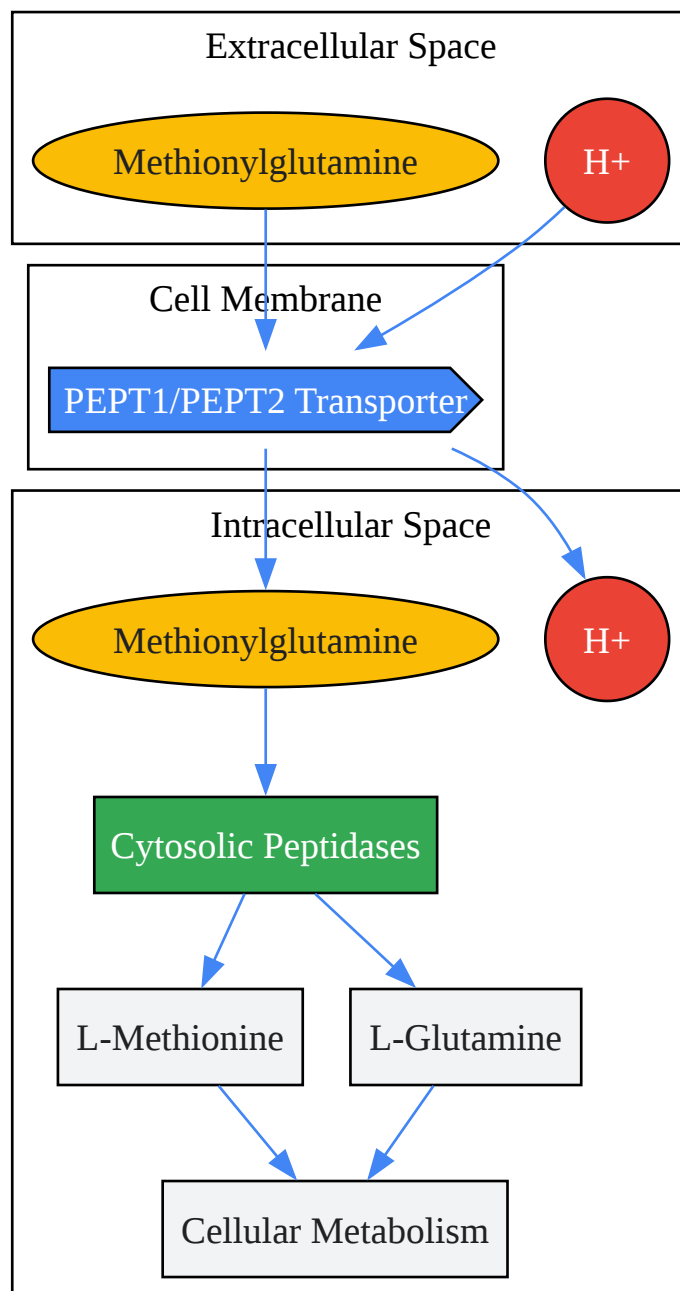 Extracellular Space
Methionylglutamine
H+
Cell Membrane
PEPT1/PEPT2 Transporter
Intracellular Space
Methionylglutamine
H+
Cytosolic Peptidases
L-Methionine
L-Glutamine
Cellular Metabolism